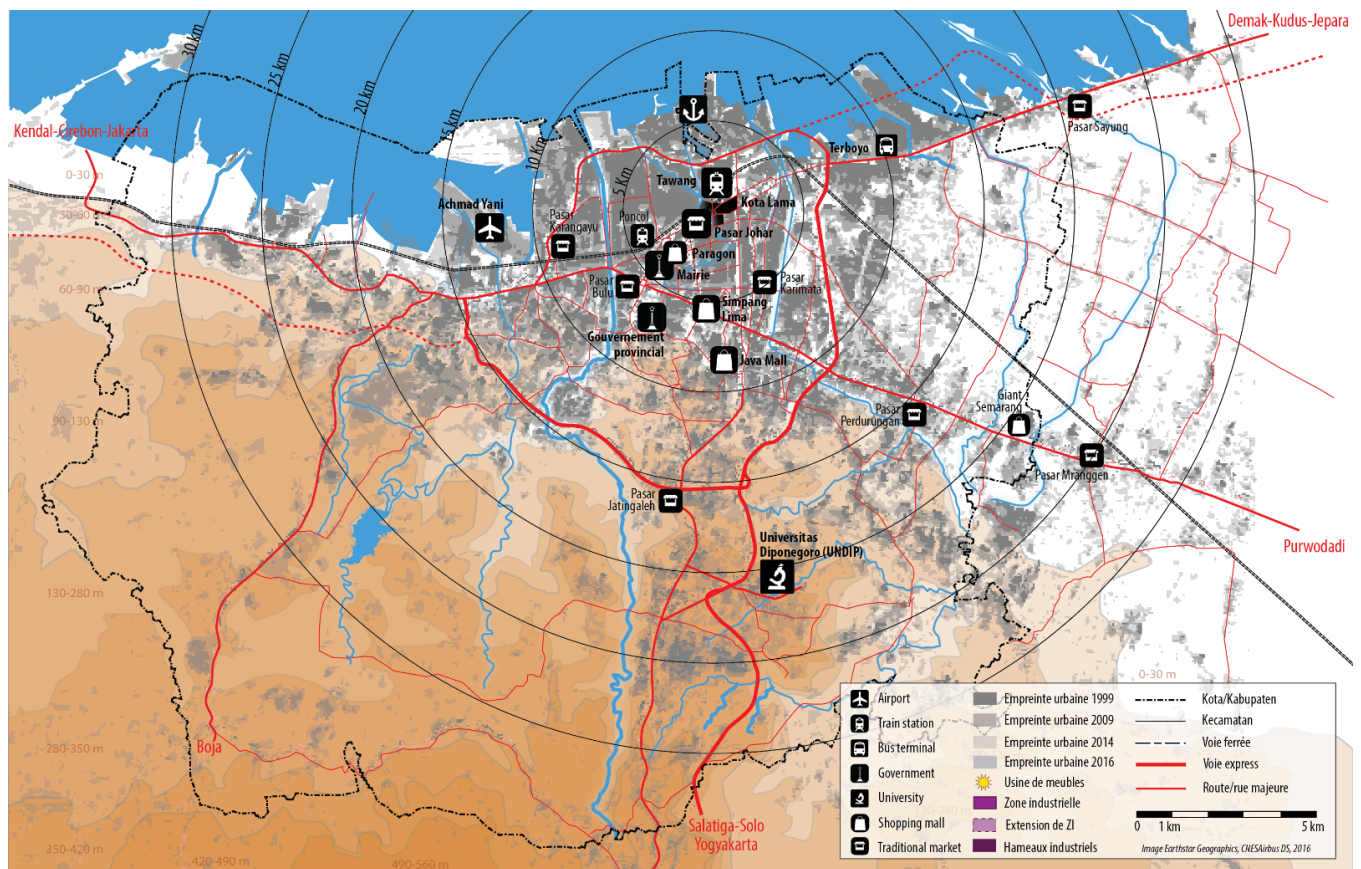 Demak-Kudus-Jepara
30 km
25 km
20 km
15 km
10 km
5 Km
Kendal-Cirebon-Jakarta
Pasar Sayung
Terboyo
0-30 m
Tawang
Kota Lama
Achmad Yani
30-60 m
Pasar
Karangayu
Poncol
Pasar Johar
Paragon
Mairie
60-90 m
Pasar
Bulu
Pasar
Karimata
Simpang
Lima
Gouvernement
provincial
Java Mall
90-130 m
Pasar
Perdurungan
Giant
Semarang
Pasar Mranggen
Pasar
Jatingaleh
Universitas
Diponegoro (UNDIP)
Purwodadi
130-280 m
0-30 m
280-350 m
Boja
Salatiga-Solo
Yogyakarta
350-420 m
420-490 m
490-560 m
Airport
Train station
Bus terminal
Government
University
Shopping mall
Traditional market
Empreinte urbaine 1999
Empreinte urbaine 2009
Empreinte urbaine 2014
Empreinte urbaine 2016
Usine de meubles
Zone industrielle
Extension de ZI
Hameaux industriels
Kota/Kabupaten
Kecamatan
Voie ferrée
Voie express
Route/rue majeure
0 1 km 5 km
Image Earthstar Geographics, CNESAirbus DS, 2016